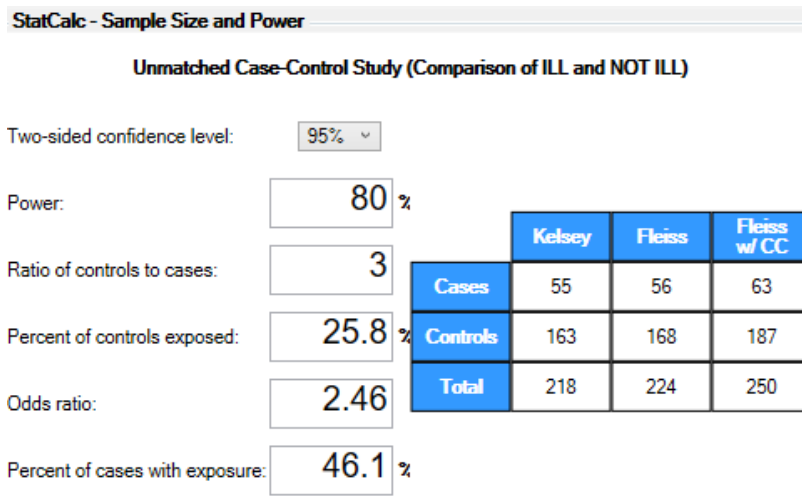 StatCalc - Sample Size and Power
Unmatched Case-Control Study (Comparison of ILL and NOT ILL)
Two-sided confidence level: 95%
Power: 80 %
Ratio of controls to cases: 3
Percent of controls exposed: 25.8 %
Odds ratio: 2.46
Percent of cases with exposure: 46.1 %
Kelsey Fleiss Fleiss w/ CC
Cases 55 56 63
Controls 163 168 187
Total 218 224 250